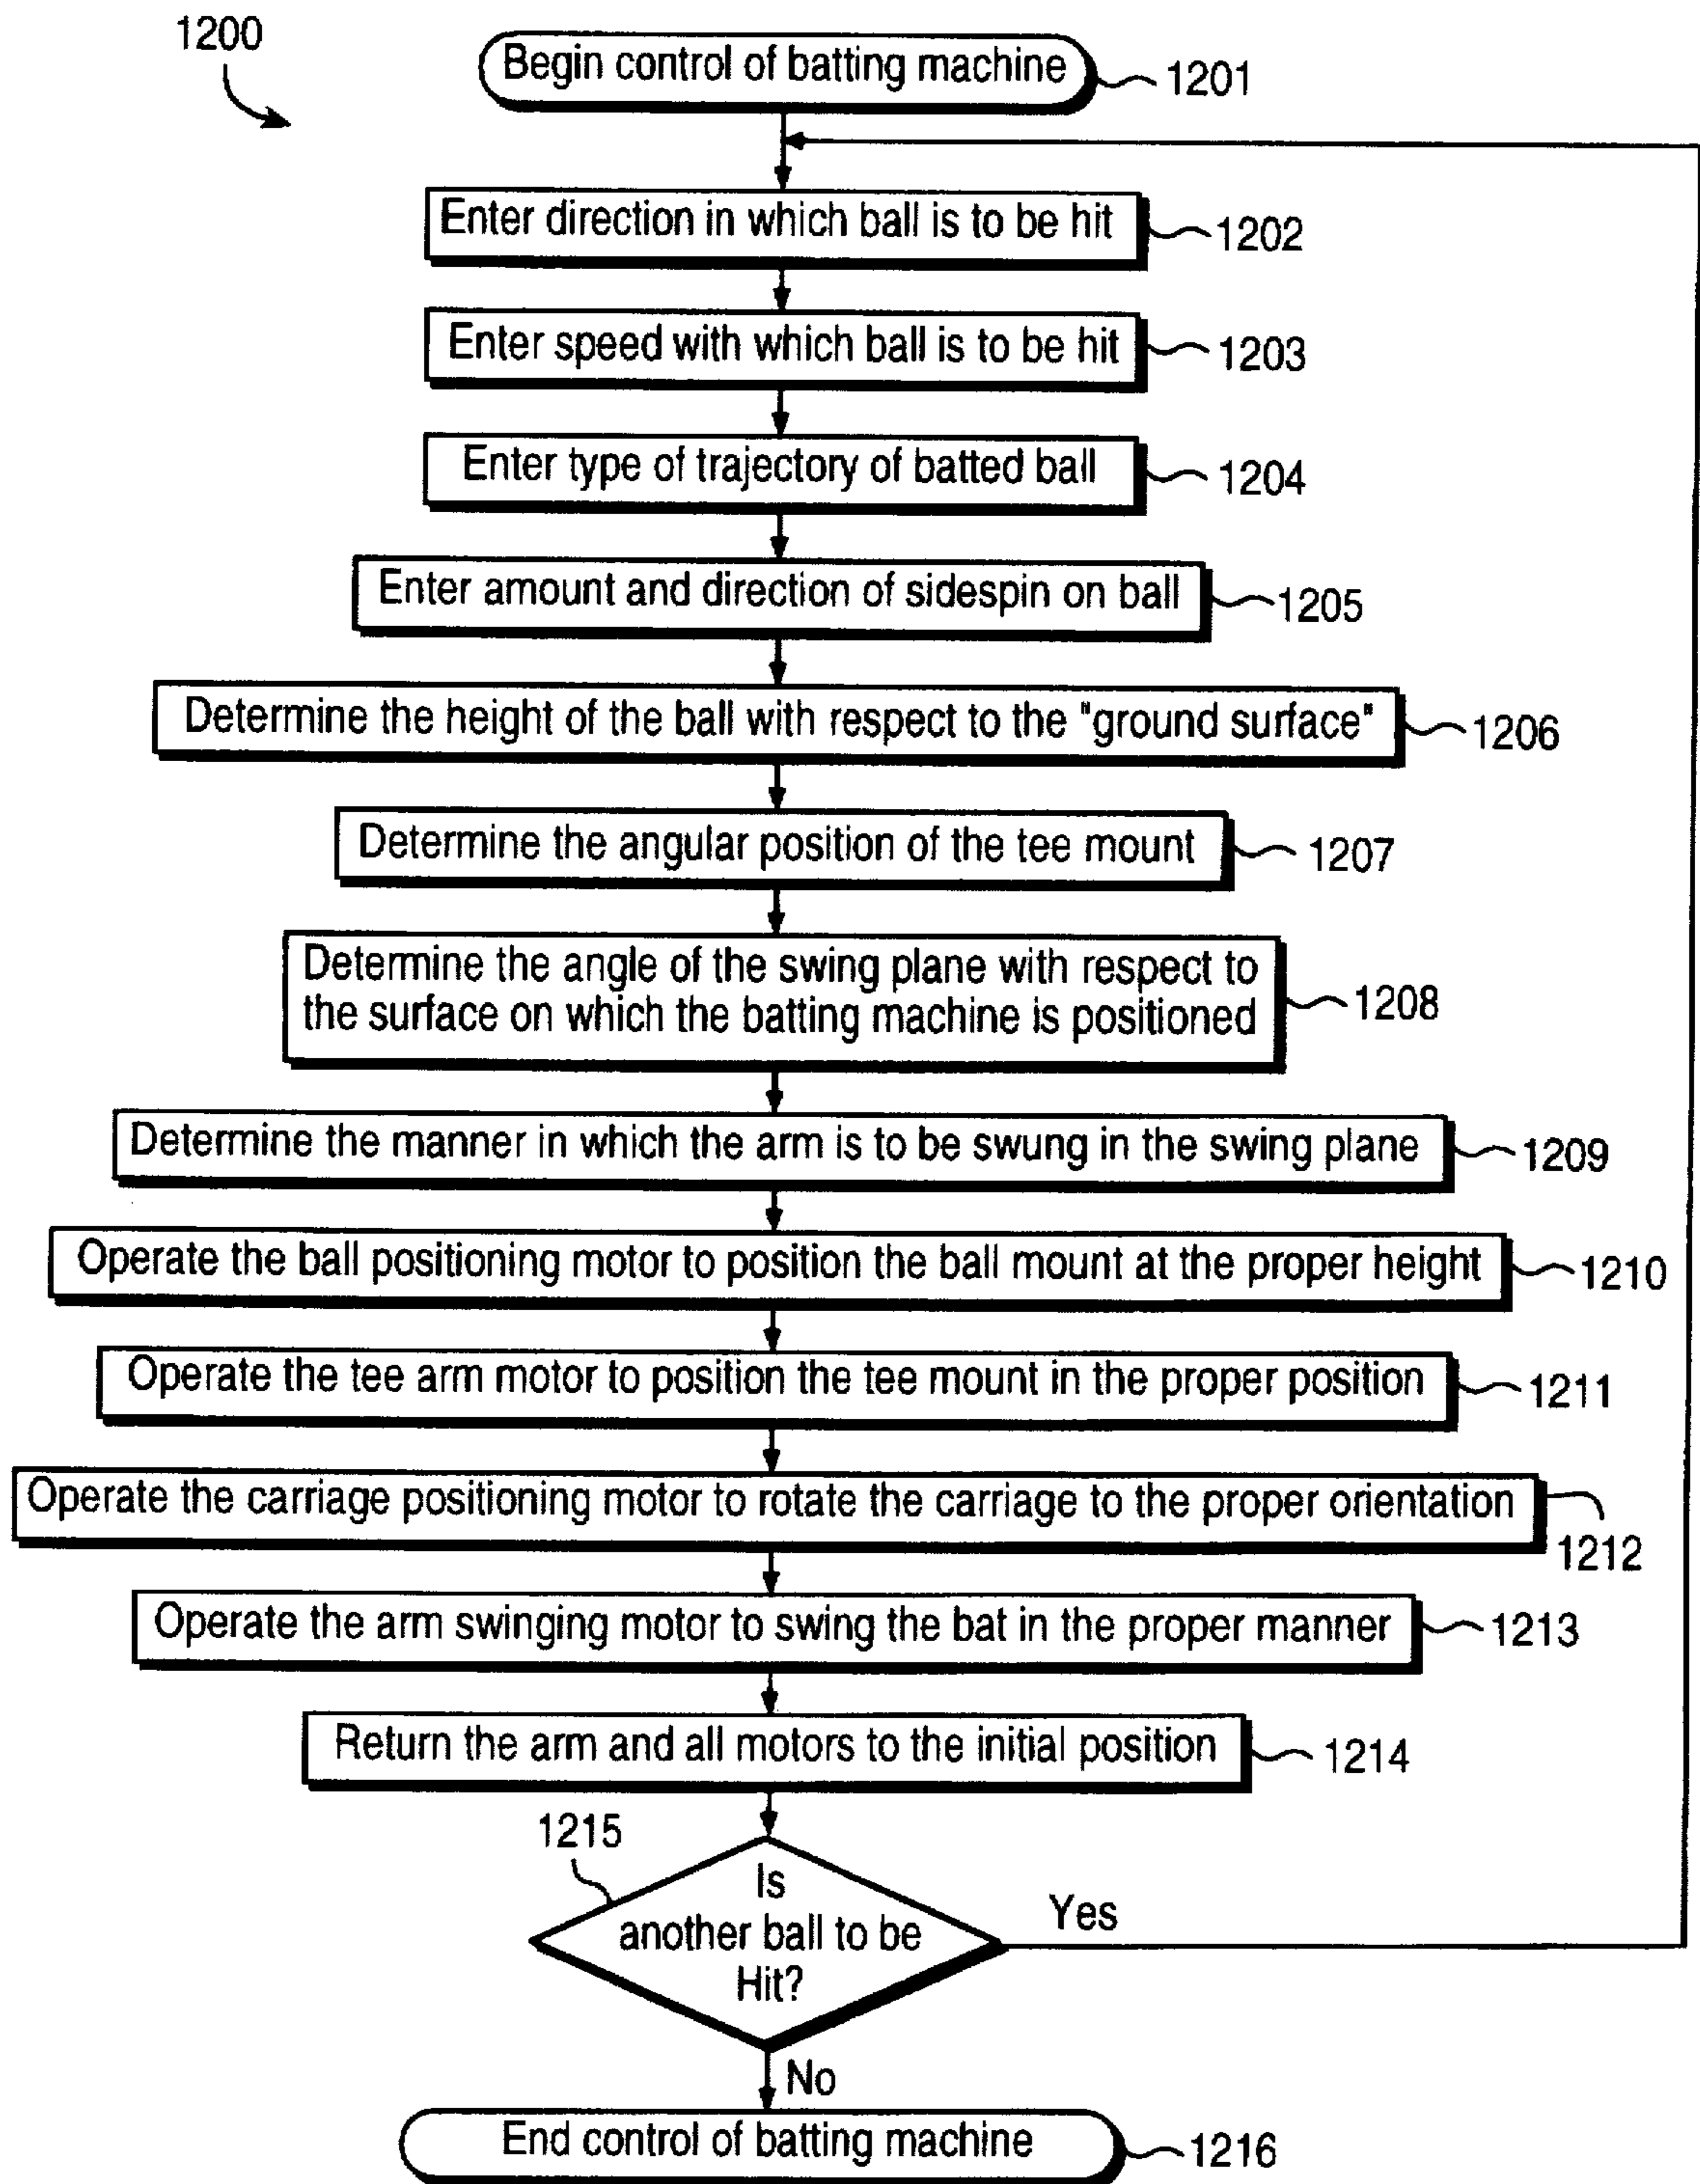 1200
Begin control of batting machine
1201
Enter direction in which ball is to be hit
1202
Enter speed with which ball is to be hit
1203
Enter type of trajectory of batted ball
1204
Enter amount and direction of sidespin on ball
1205
Determine the height of the ball with respect to the "ground surface"
1206
Determine the angular position of the tee mount
1207
Determine the angle of the swing plane with respect to
the surface on which the batting machine is positioned
1208
Determine the manner in which the arm is to be swung in the swing plane
1209
Operate the ball positioning motor to position the ball mount at the proper height
1210
Operate the tee arm motor to position the tee mount in the proper position
1211
Operate the carriage positioning motor to rotate the carriage to the proper orientation
1212
Operate the arm swinging motor to swing the bat in the proper manner
1213
Return the arm and all motors to the initial position
1214
1215
Is
another ball to be
Hit?
Yes
No
End control of batting machine
1216